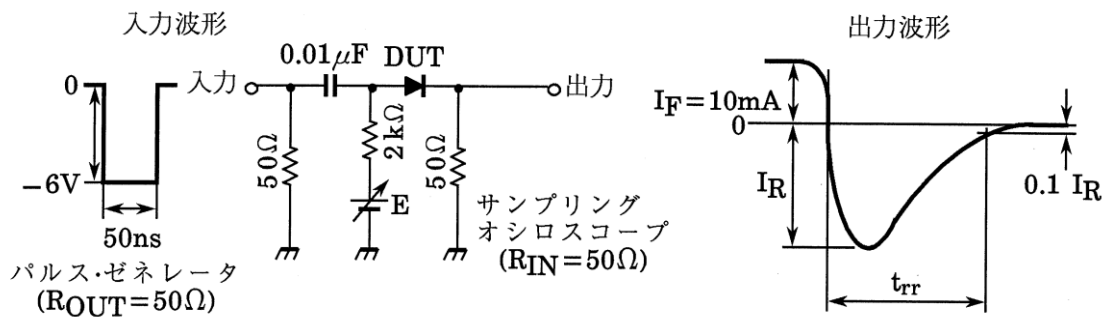 入力波形
0
−6V
50ns
パルス・ゼネレータ
(ROUT=50Ω)
入力
0.01μF
DUT
出力
50Ω
2kΩ
E
50Ω
サンプリング
オシロスコープ
(RIN=50Ω)
出力波形
IF=10mA
0
IR
0.1 IR
trr